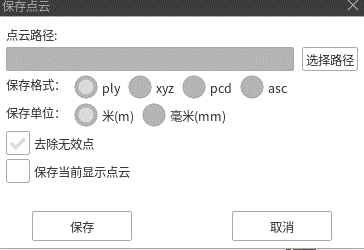 保存点云
点云路径:
选择路径
保存格式： ply xyz pcd asc
保存单位： 米(m) 毫米(mm)
去除无效点
保存当前显示点云
保存 取消